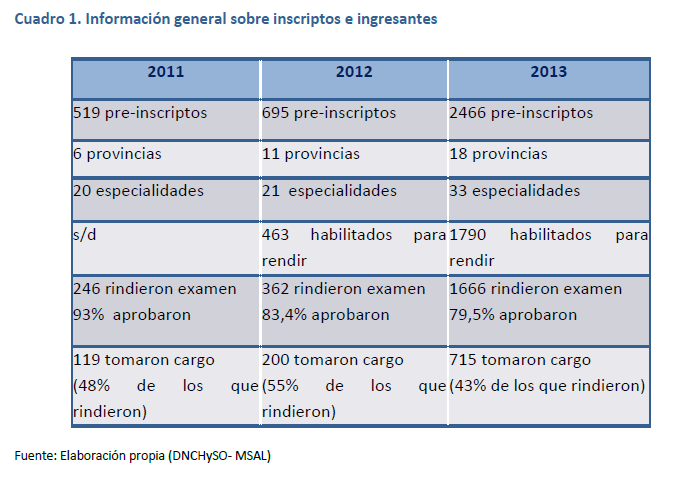 Cuadro 1. Información general sobre inscriptos e ingresantes
2011 2012 2013
519 pre-inscriptos 695 pre-inscriptos 2466 pre-inscriptos
6 provincias 11 provincias 18 provincias
20 especialidades 21 especialidades 33 especialidades
s/d 463 habilitados para 1790 habilitados para
rendir rendir
246 rindieron examen 362 rindieron examen 1666 rindieron examen
93% aprobaron 83,4% aprobaron 79,5% aprobaron
119 tomaron cargo 200 tomaron cargo 715 tomaron cargo
(48% de los que (55% de los que (43% de los que rindieron)
rindieron) rindieron)
Fuente: Elaboración propia (DNCHySO- MSAL)